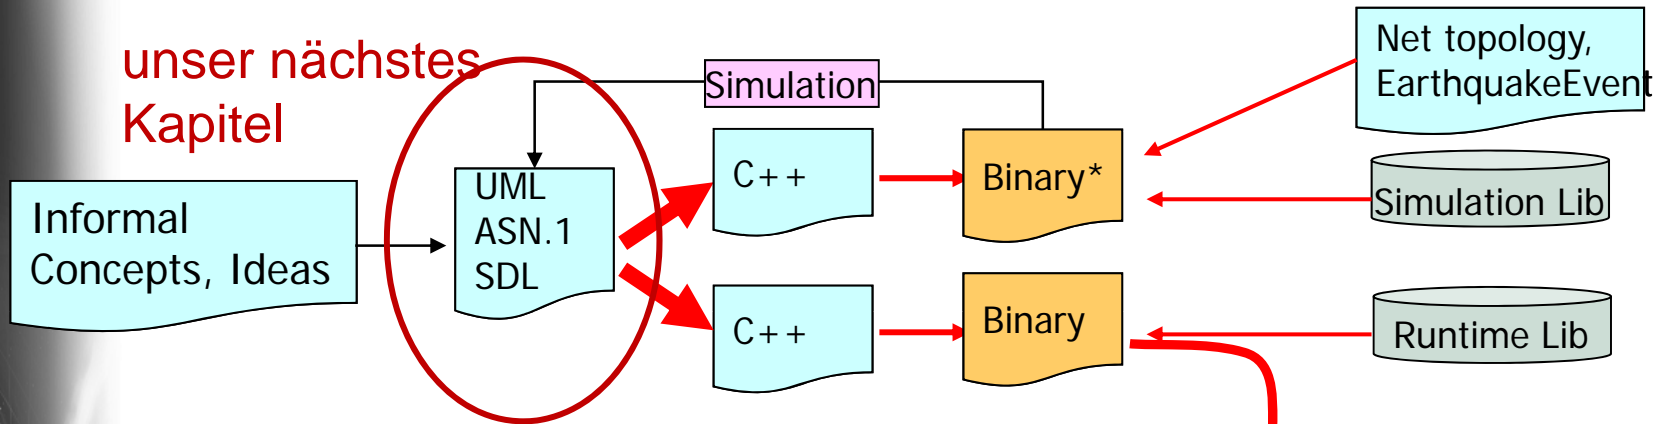 unser nächstes
Kapitel
Informal
Concepts, Ideas
UML
ASN.1
SDL
Simulation
C++
Binary*
Net topology,
EarthquakeEvent
Simulation Lib
C++
Binary
Runtime Lib